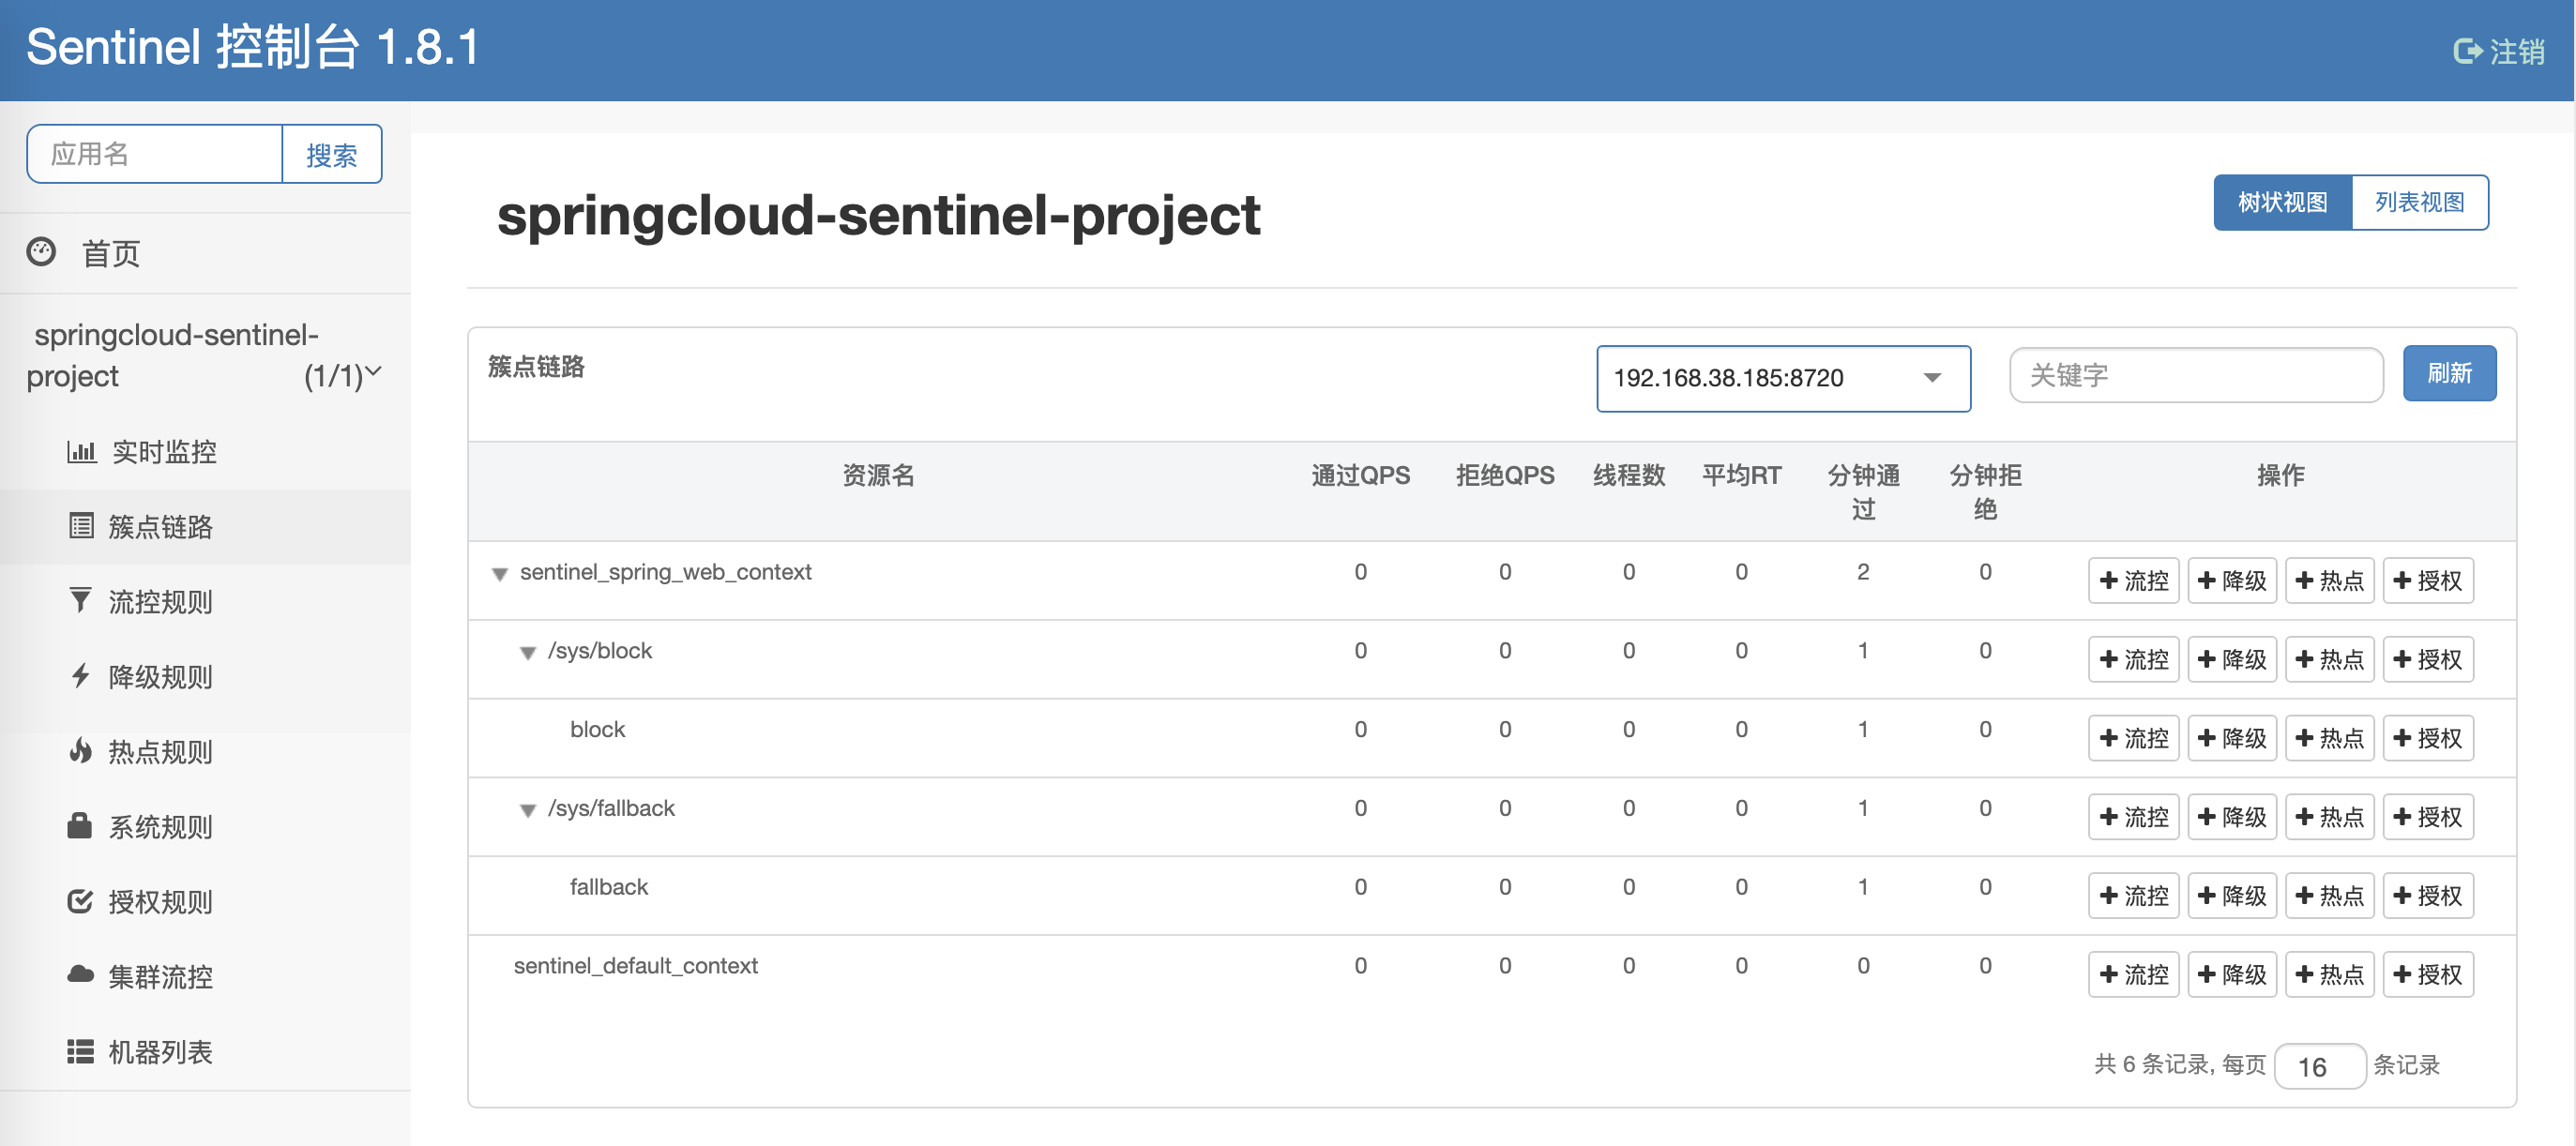 Sentinel 控制台 1.8.1
注销
应用名
搜索
首页
springcloud-sentinel-
project
(1/1)
实时监控
簇点链路
流控规则
降级规则
热点规则
系统规则
授权规则
集群流控
机器列表
springcloud-sentinel-project
树状视图 列表视图
簇点链路
192.168.38.185:8720
关键字
刷新
资源名 通过QPS 拒绝QPS 线程数 平均RT 分钟通 分钟拒 操作
过 绝
sentinel_spring_web_context 0 0 0 0 2 0 流控 降级 热点 授权
/sys/block 0 0 0 0 1 0 流控 降级 热点 授权
block 0 0 0 0 1 0 流控 降级 热点 授权
/sys/fallback 0 0 0 0 1 0 流控 降级 热点 授权
fallback 0 0 0 0 1 0 流控 降级 热点 授权
sentinel_default_context 0 0 0 0 0 0 流控 降级 热点 授权
共 6 条记录, 每页 16 条记录